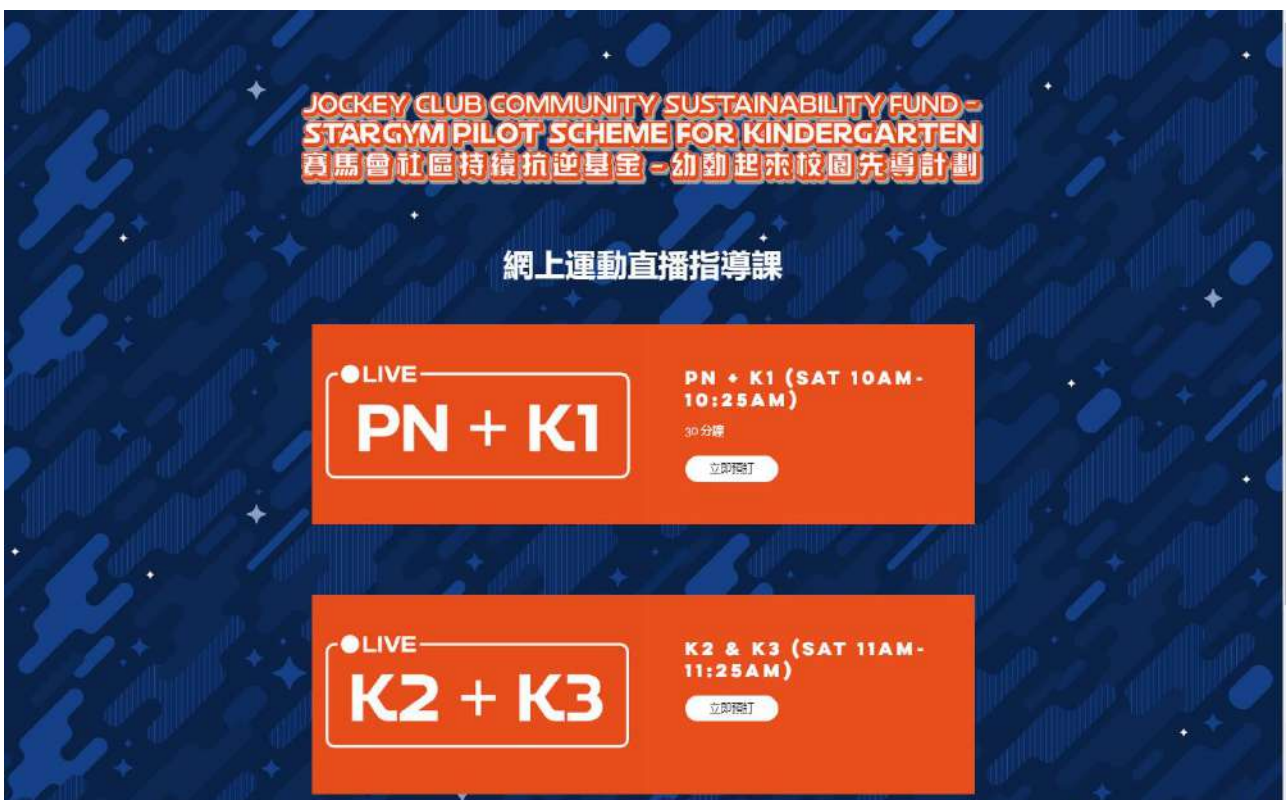 JOCKEY CLUB COMMUNITY SUSTAINABILITY FUND -
STARGYM PILOT SCHEME FOR KINDERGARTEN
賽馬會社區持續抗逆基金 - 幼動起來校園先導計劃
網上運動直播指導課
LIVE
PN + K1
PN + K1 (SAT 10AM-
10:25AM)
30 分鐘
立即預訂
LIVE
K2 + K3
K2 & K3 (SAT 11AM-
11:25AM)
立即預訂